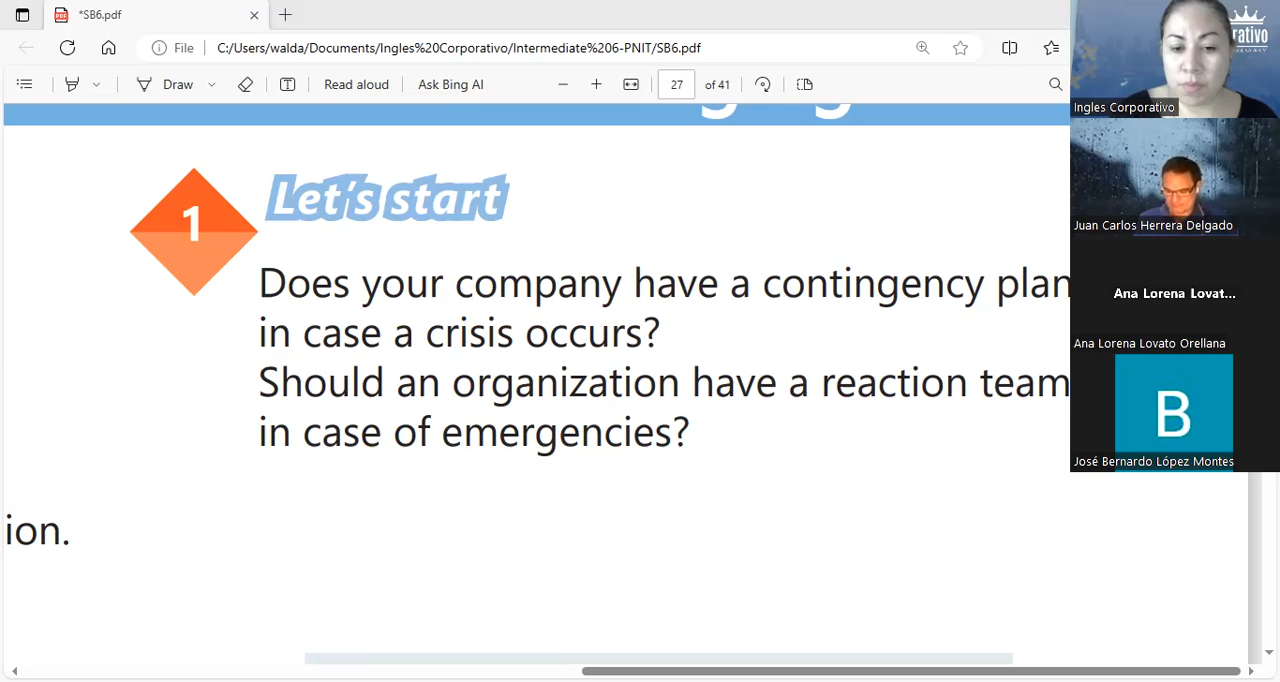 *SB6.pdf
File
C:/Users/walda/Documents/Ingles%20Corporativo/Intermediate%206-PNIT/SB6.pdf
Draw
Read aloud
Ask Bing AI
27 of 41
1
Let's start
Does your company have a contingency plan
in case a crisis occurs?
Should an organization have a reaction team
in case of emergencies?
ion.
rativo
Ingles Corporativo
Juan Carlos Herrera Delgado
Ana Lorena Lovat...
Ana Lorena Lovato Orellana
B
José Bernardo López Montes